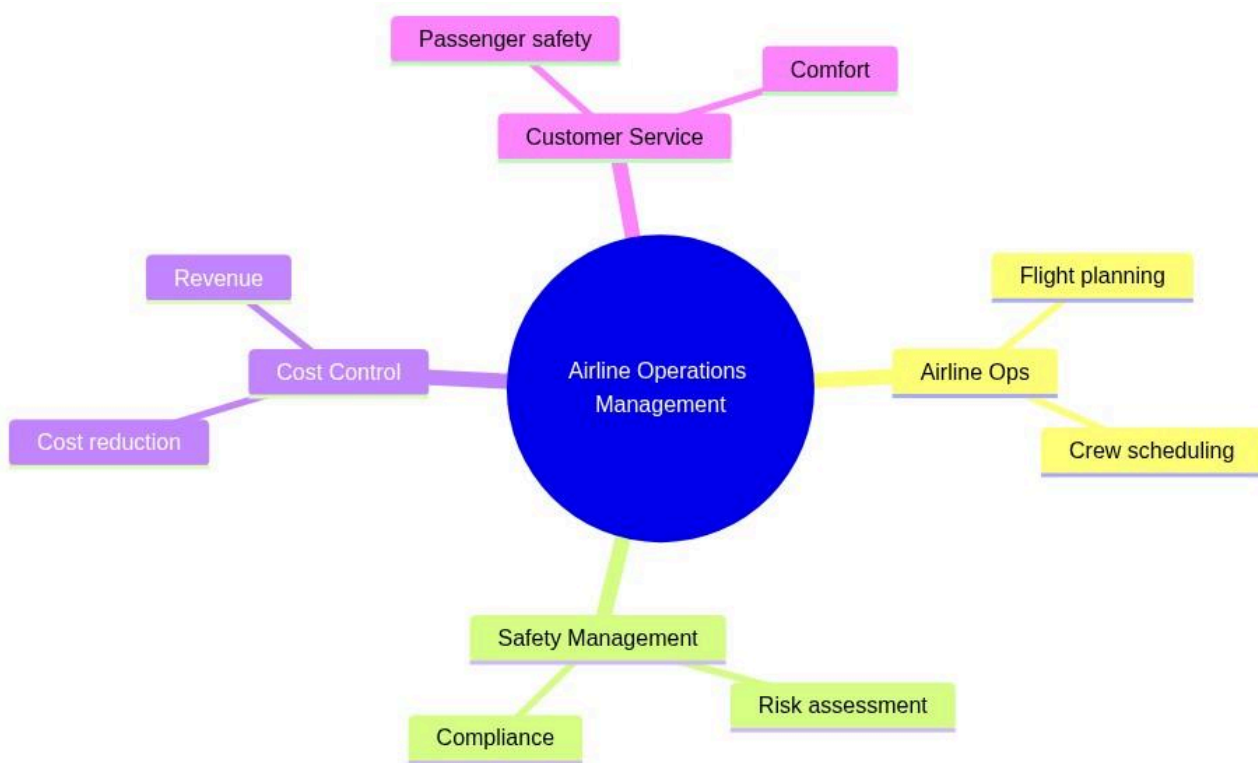 Passenger safety
Comfort
Customer Service
Revenue
Flight planning
Cost Control
Airline Operations
Management
Airline Ops
Cost reduction
Crew scheduling
Safety Management
Risk assessment
Compliance